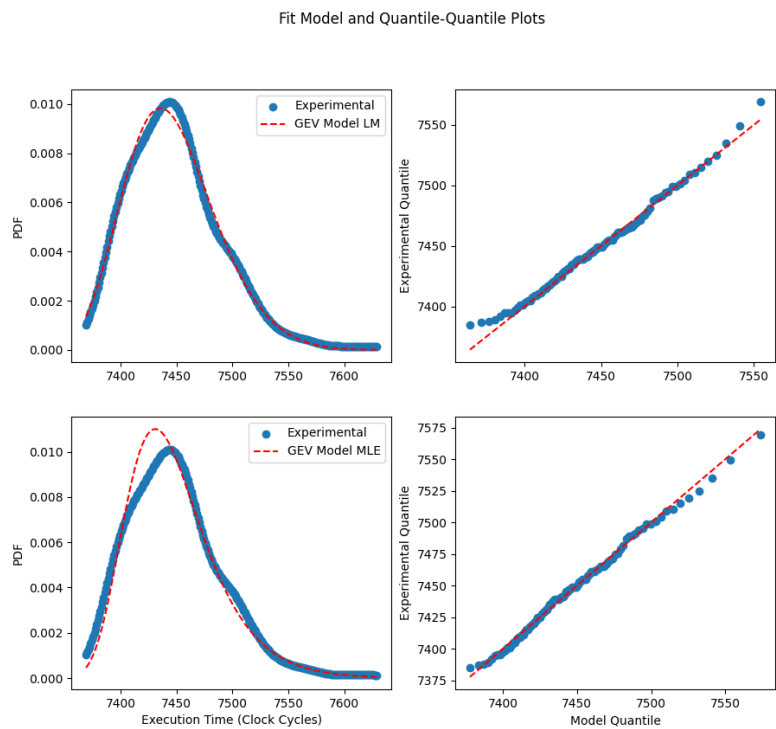 Fit Model and Quantile-Quantile Plots
PDF
0.010
0.008
0.006
0.004
0.002
0.000
Experimental
GEV Model LM
7400 7450 7500 7550 7600
Experimental Quantile
7550
7500
7450
7400
7400 7450 7500 7550
PDF
0.010
0.008
0.006
0.004
0.002
0.000
Experimental
GEV Model MLE
7400 7450 7500 7550 7600
Execution Time (Clock Cycles)
Experimental Quantile
7575
7550
7525
7500
7475
7450
7425
7400
7375
7400 7450 7500 7550
Model Quantile